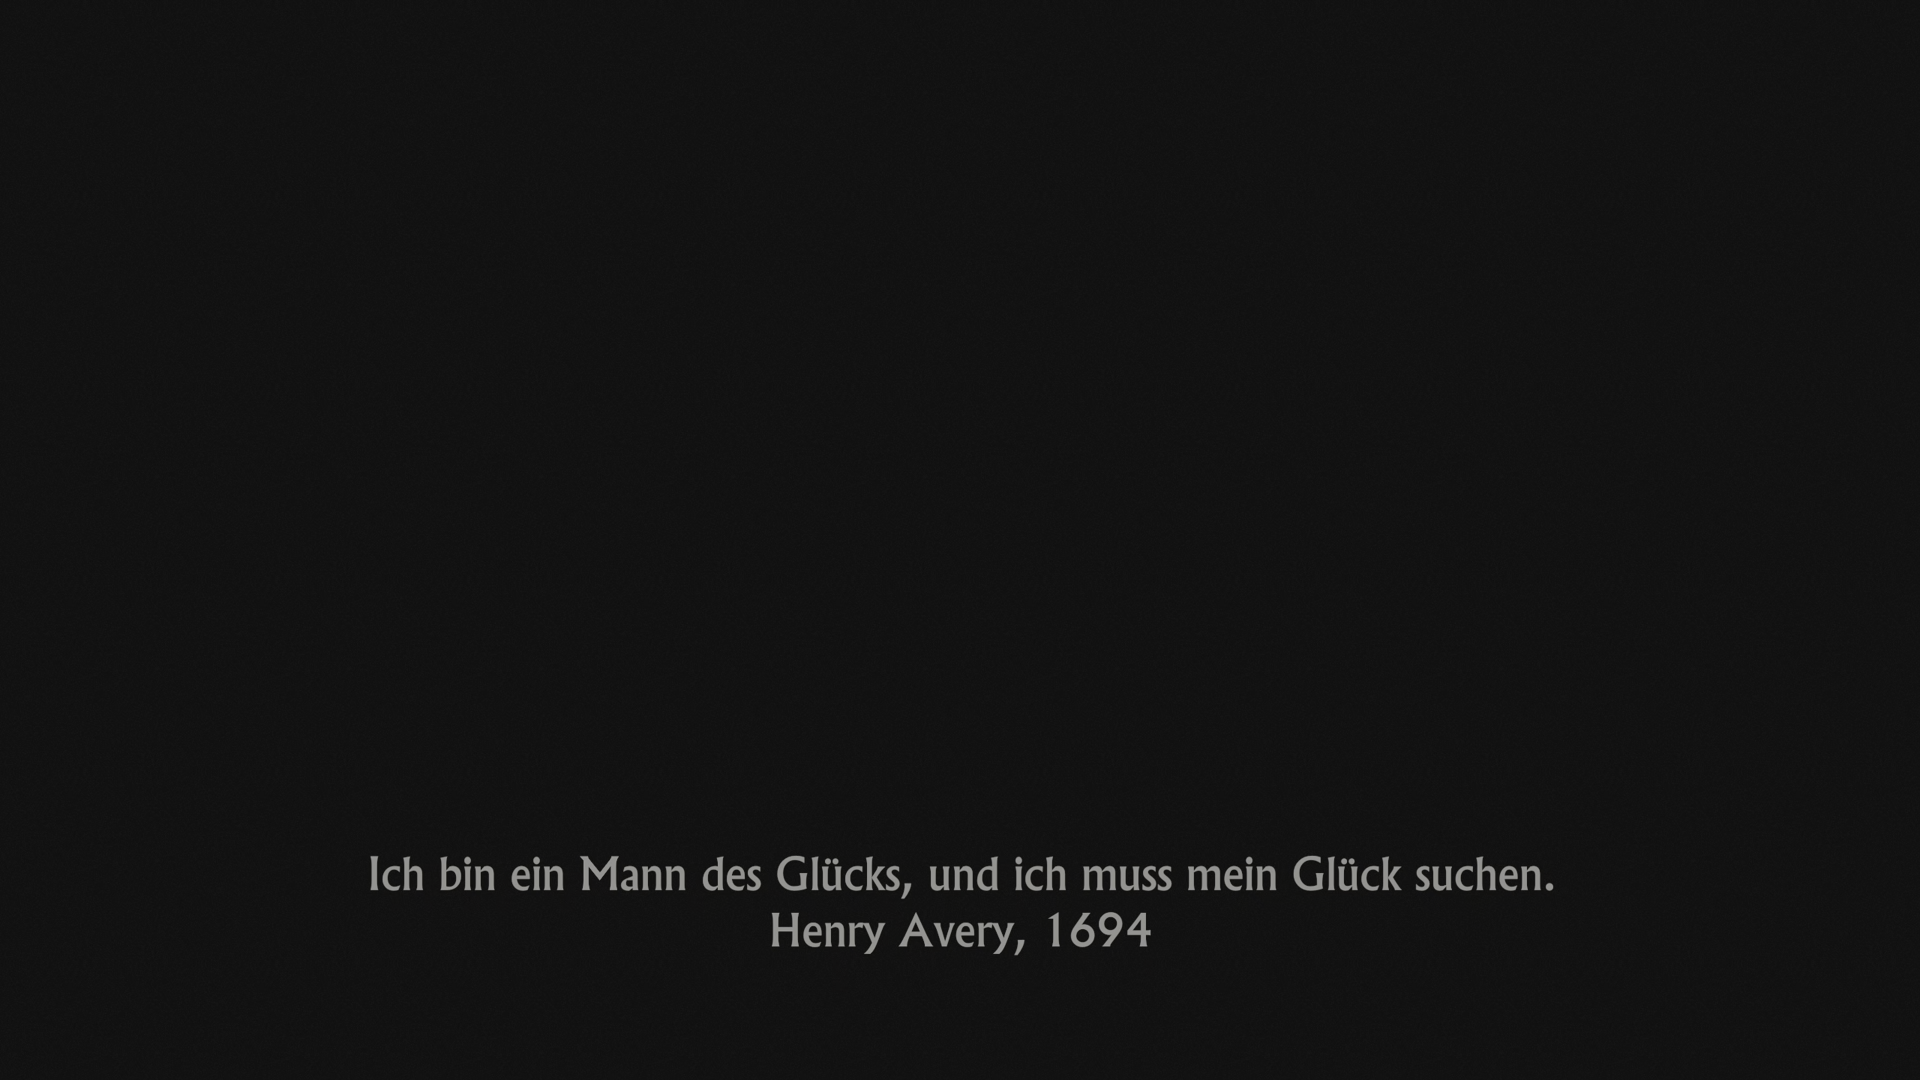 Ich bin ein Mann des Glücks, und ich muss mein Glück suchen.
Henry Avery, 1694